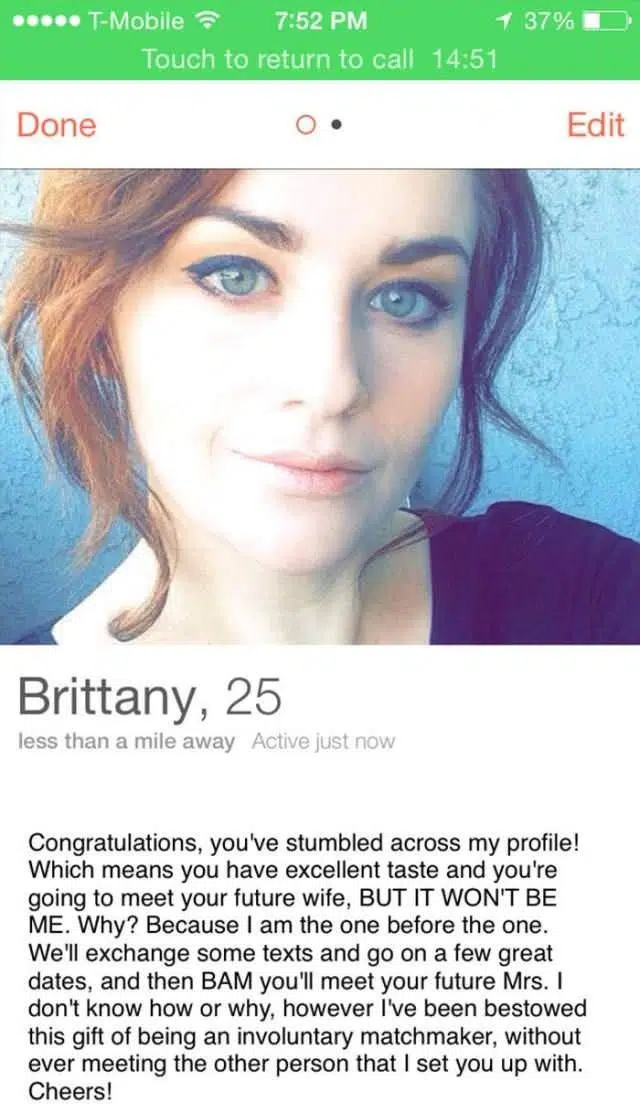 T-Mobile 7:52 PM 37%
Touch to return to call 14:51
Done Edit
Brittany, 25
less than a mile away Active just now
Congratulations, you've stumbled across my profile!
Which means you have excellent taste and you're
going to meet your future wife, BUT IT WON'T BE
ME. Why? Because I am the one before the one.
We'll exchange some texts and go on a few great
dates, and then BAM you'll meet your future Mrs. I
don't know how or why, however I've been bestowed
this gift of being an involuntary matchmaker, without
ever meeting the other person that I set you up with.
Cheers!